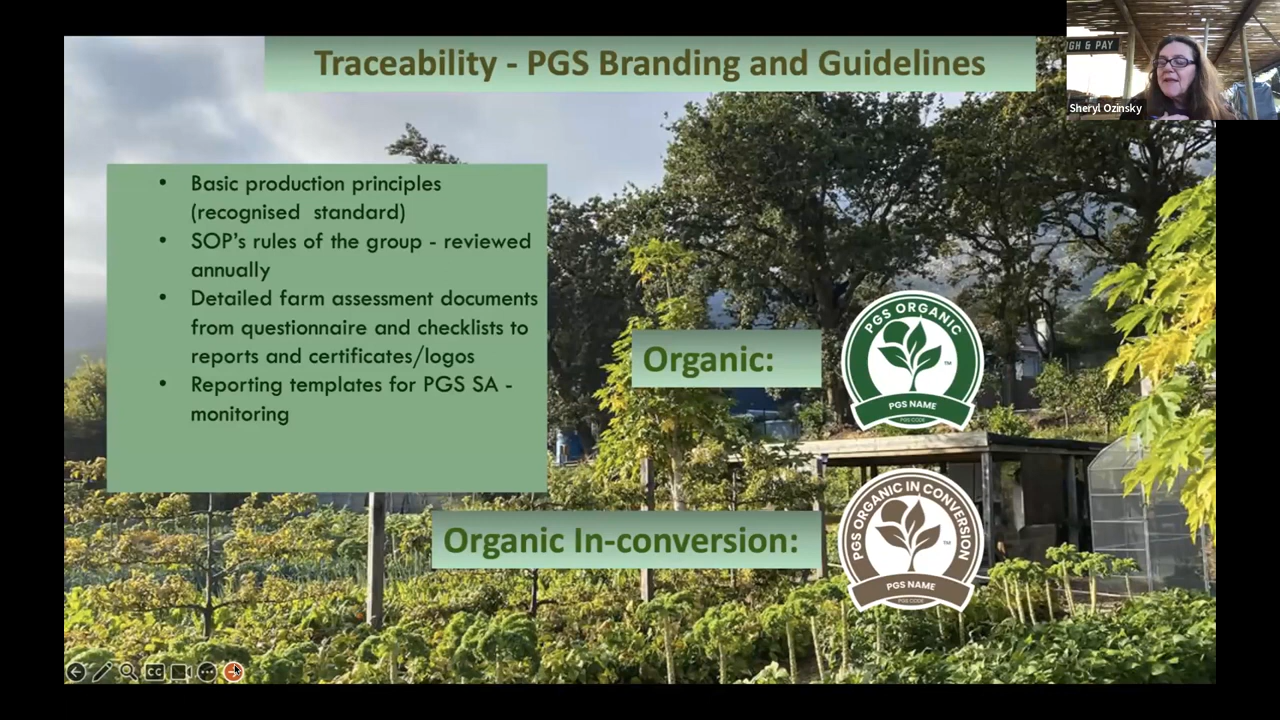 Traceability - PGS Branding and Guidelines
GH & PAY
Sheryl Ozinsky
• Basic production principles
(recognised standard)
• SOP's rules of the group - reviewed
annually
• Detailed farm assessment documents
from questionnaire and checklists to
reports and certificates/logos
• Reporting templates for PGS SA -
monitoring
Organic:
PGS ORGANIC
TM
PGS NAME
PGS CODE
Organic In-conversion:
PGS ORGANIC IN CONVERSION
TM
PGS NAME
PGS CODE
CC